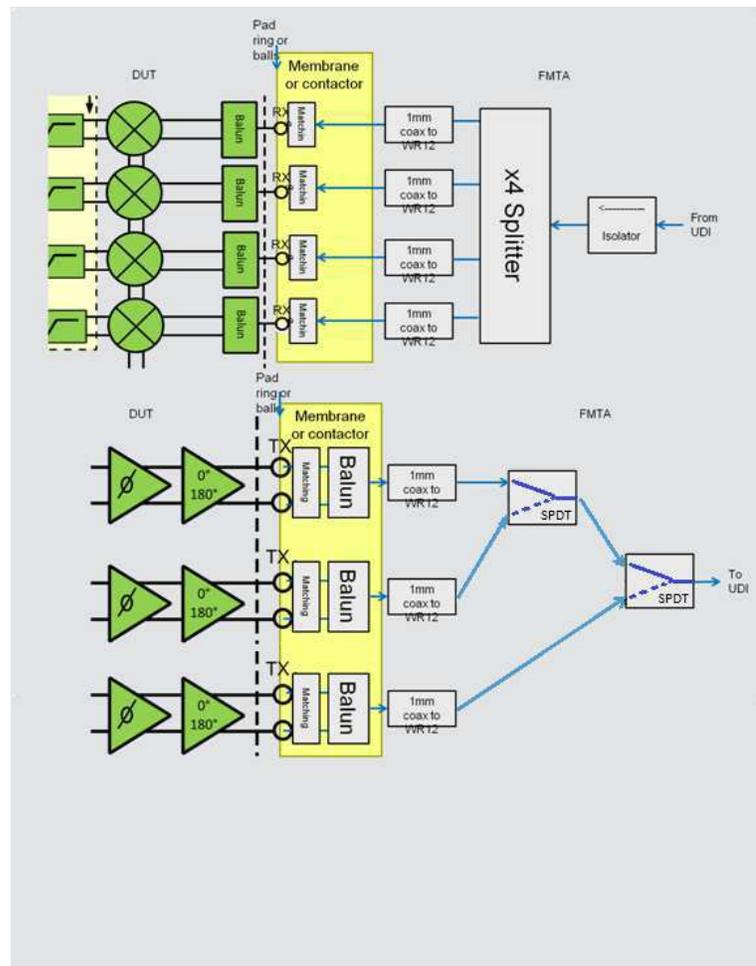 Pad
ring or
balls
DUT
Membrane
or contactor
FMTA
RX
Balun
Matchin
1mm
coax to
WR12
RX
Balun
Matchin
1mm
coax to
WR12
x4 Splitter
<------------
Isolator
From
UDI
RX
Balun
Matchin
1mm
coax to
WR12
RX
Balun
Matchin
1mm
coax to
WR12
Pad
ring or
balls
DUT
Membrane
or contactor
FMTA
TX
ϕ
0°
180°
Matching
Balun
1mm
coax to
WR12
SPDT
TX
ϕ
0°
180°
Matching
Balun
1mm
coax to
WR12
SPDT
To
UDI
TX
ϕ
0°
180°
Matching
Balun
1mm
coax to
WR12